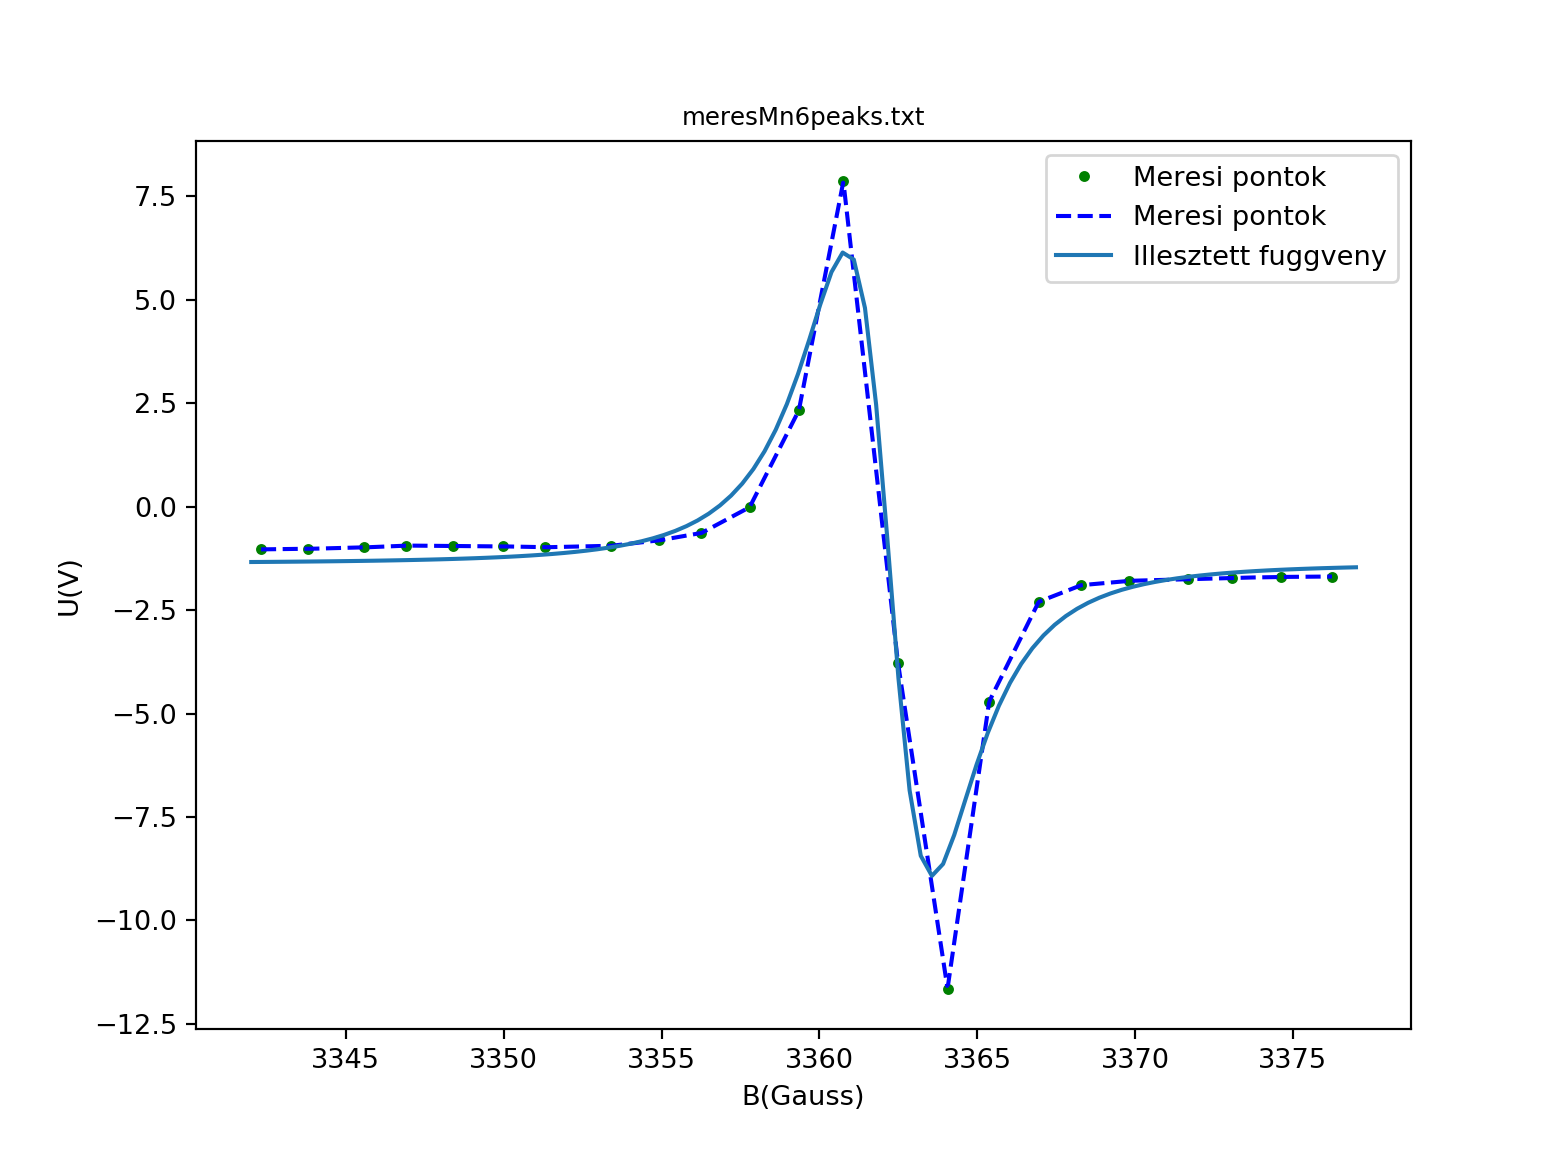 meresMn6peaks.txt
Meresi pontok
Meresi pontok
Illesztett fuggveny
7.5
5.0
2.5
0.0
−2.5
−5.0
−7.5
−10.0
−12.5
U(V)
3345 3350 3355 3360 3365 3370 3375
B(Gauss)